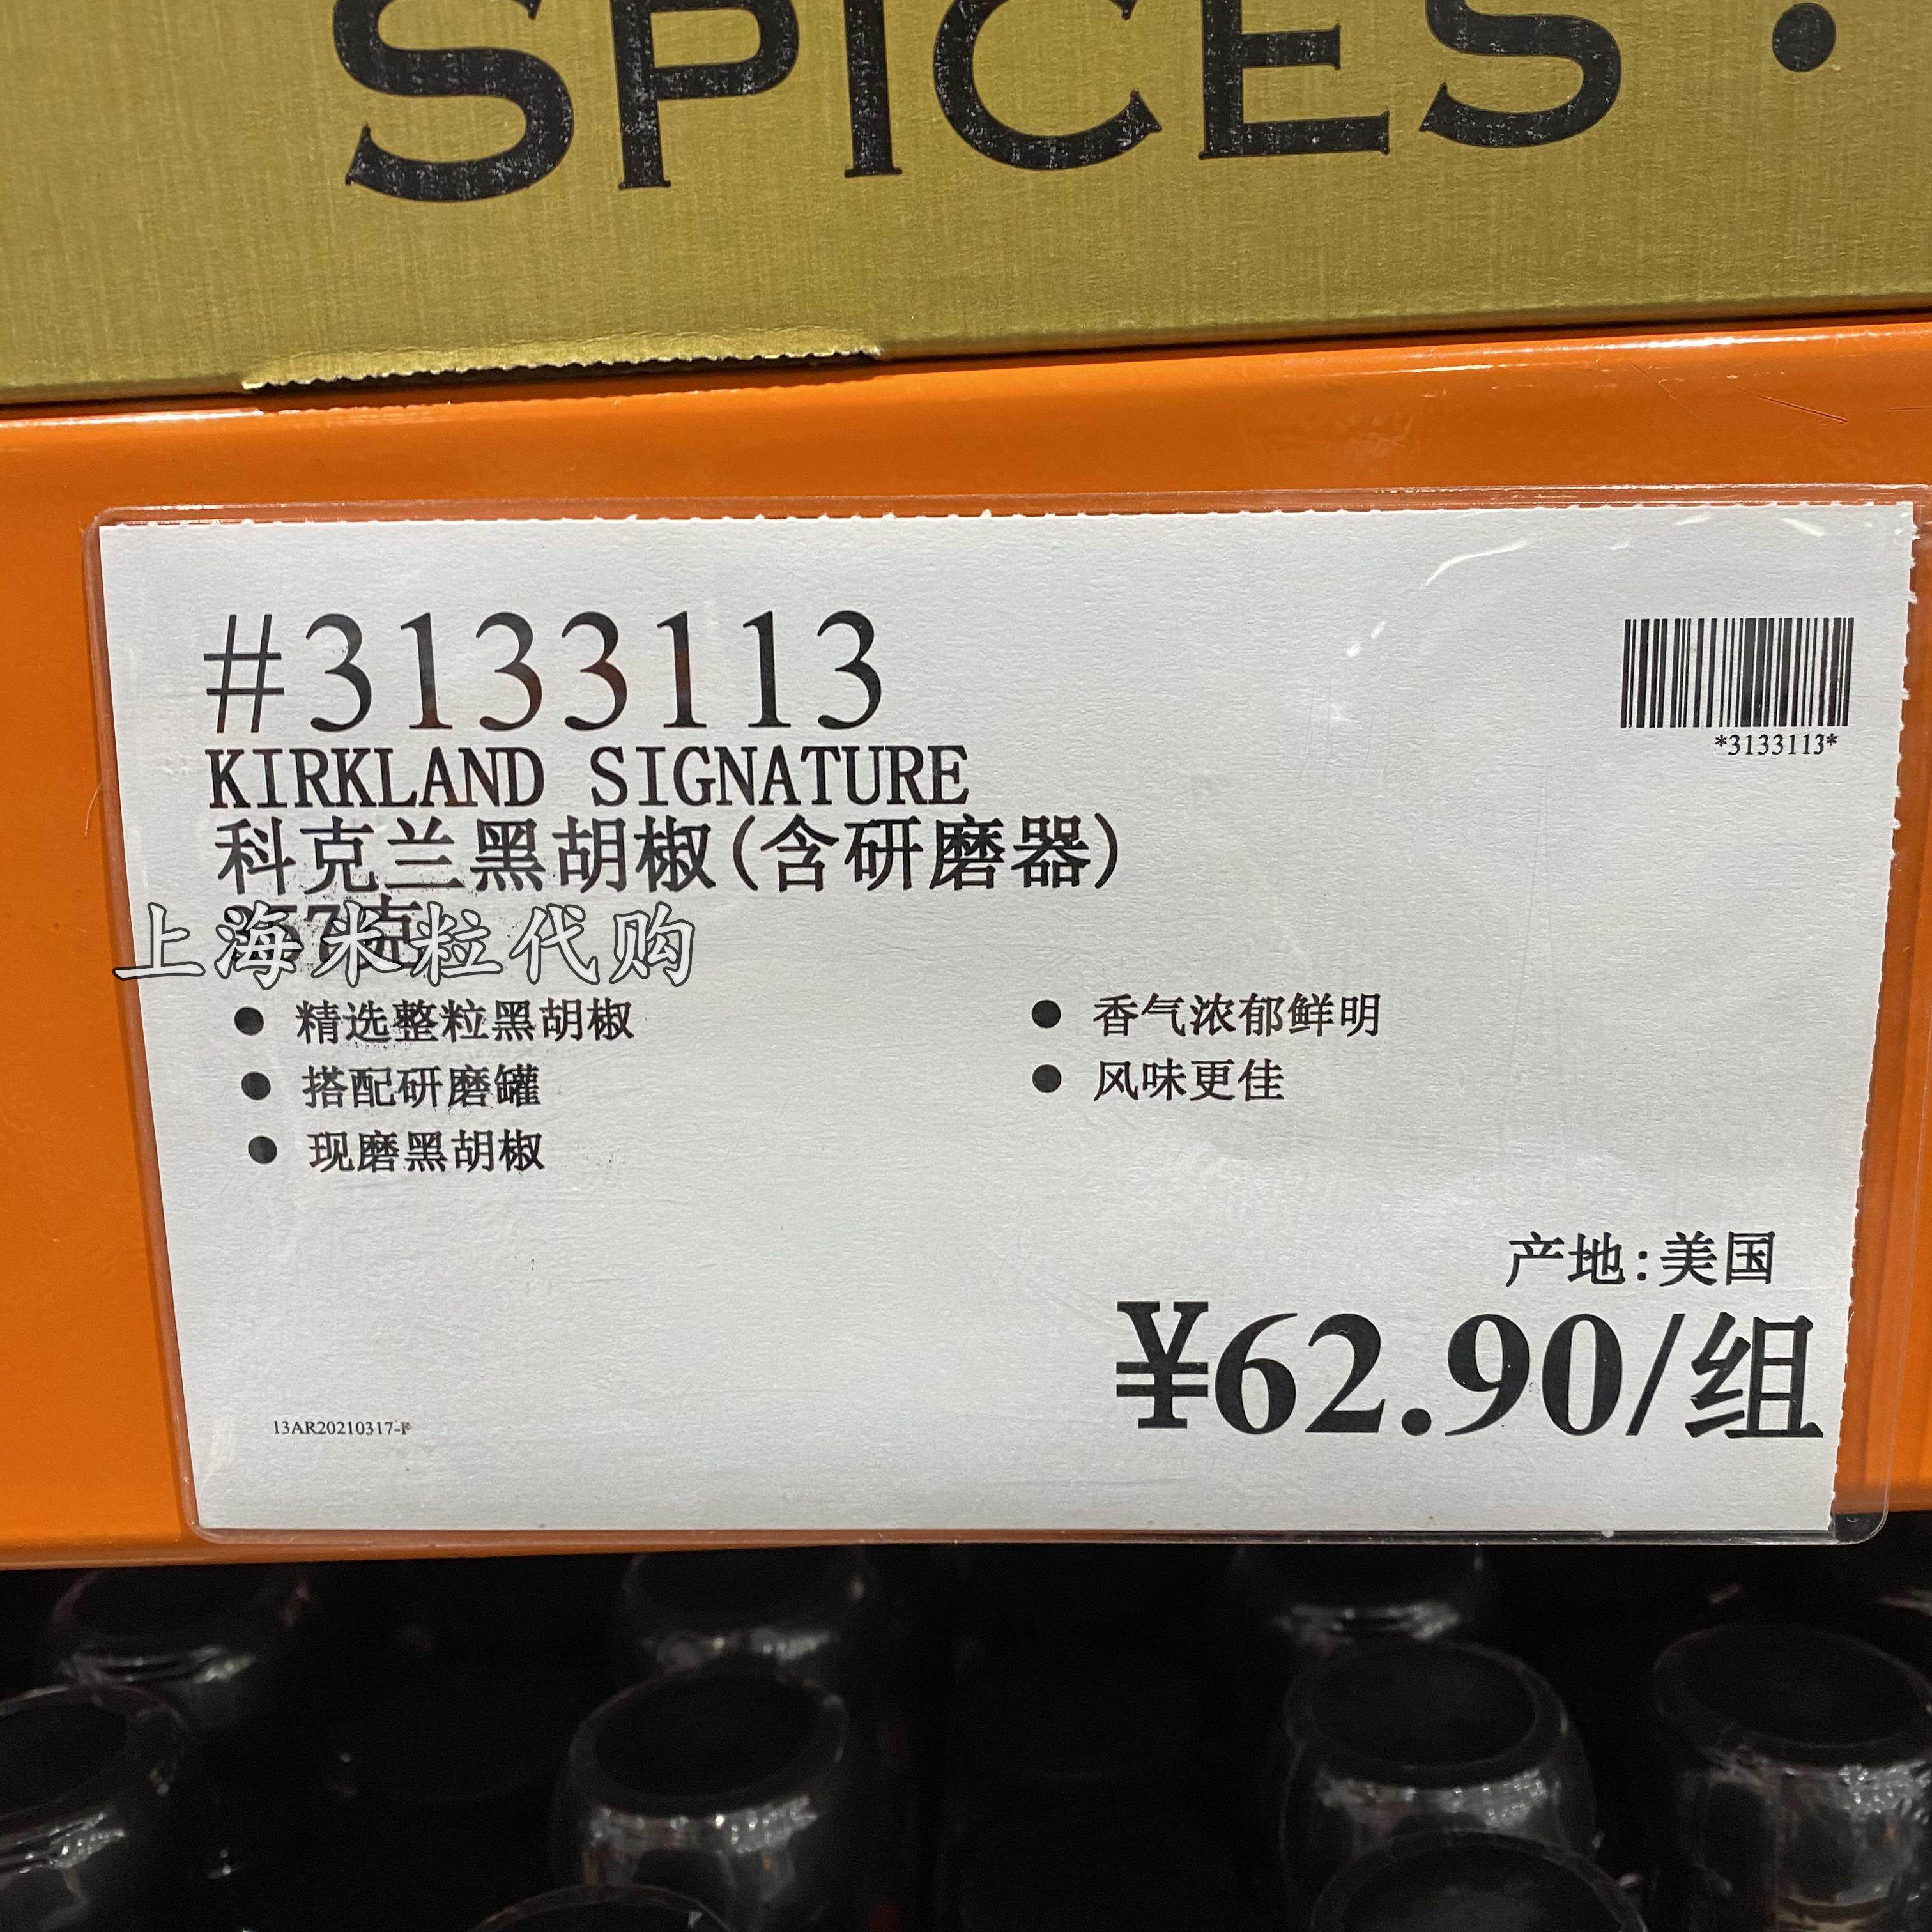 SPICES ·
#3133113
*3133113*
KIRKLAND SIGNATURE
科克兰黑胡椒(含研磨器)
上海米粒代购
● 精选整粒黑胡椒
● 香气浓郁鲜明
● 搭配研磨罐
● 风味更佳
● 现磨黑胡椒
产地:美国
¥62.90/组
13AR20210317-F